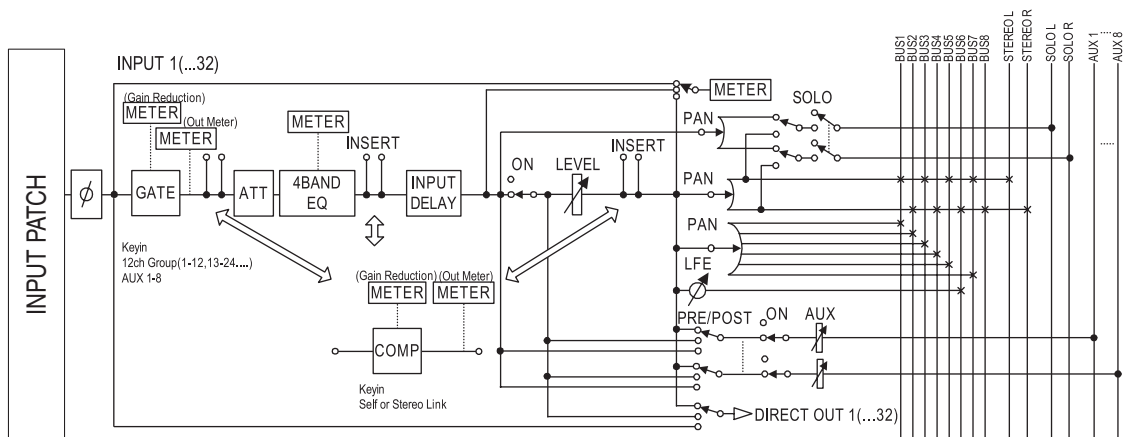 INPUT PATCH
INPUT 1(...32)
(Gain Reduction)
METER
(Out Meter)
METER
METER
INSERT
ϕ
GATE
ATT
4BAND
EQ
INPUT
DELAY
ON
LEVEL
INSERT
METER
Keyin
12ch Group(1-12,13-24....)
AUX 1-8
(Gain Reduction)
METER
(Out Meter)
METER
COMP
Keyin
Self or Stereo Link
PAN
SOLO
PAN
PAN
LFE
PRE/POST
ON
AUX
DIRECT OUT 1(...32)
BUS1
BUS2
BUS3
BUS4
BUS5
BUS6
BUS7
BUS8
STEREO L
STEREO R
SOLO L
SOLO R
AUX 1
.....
AUX 8
......